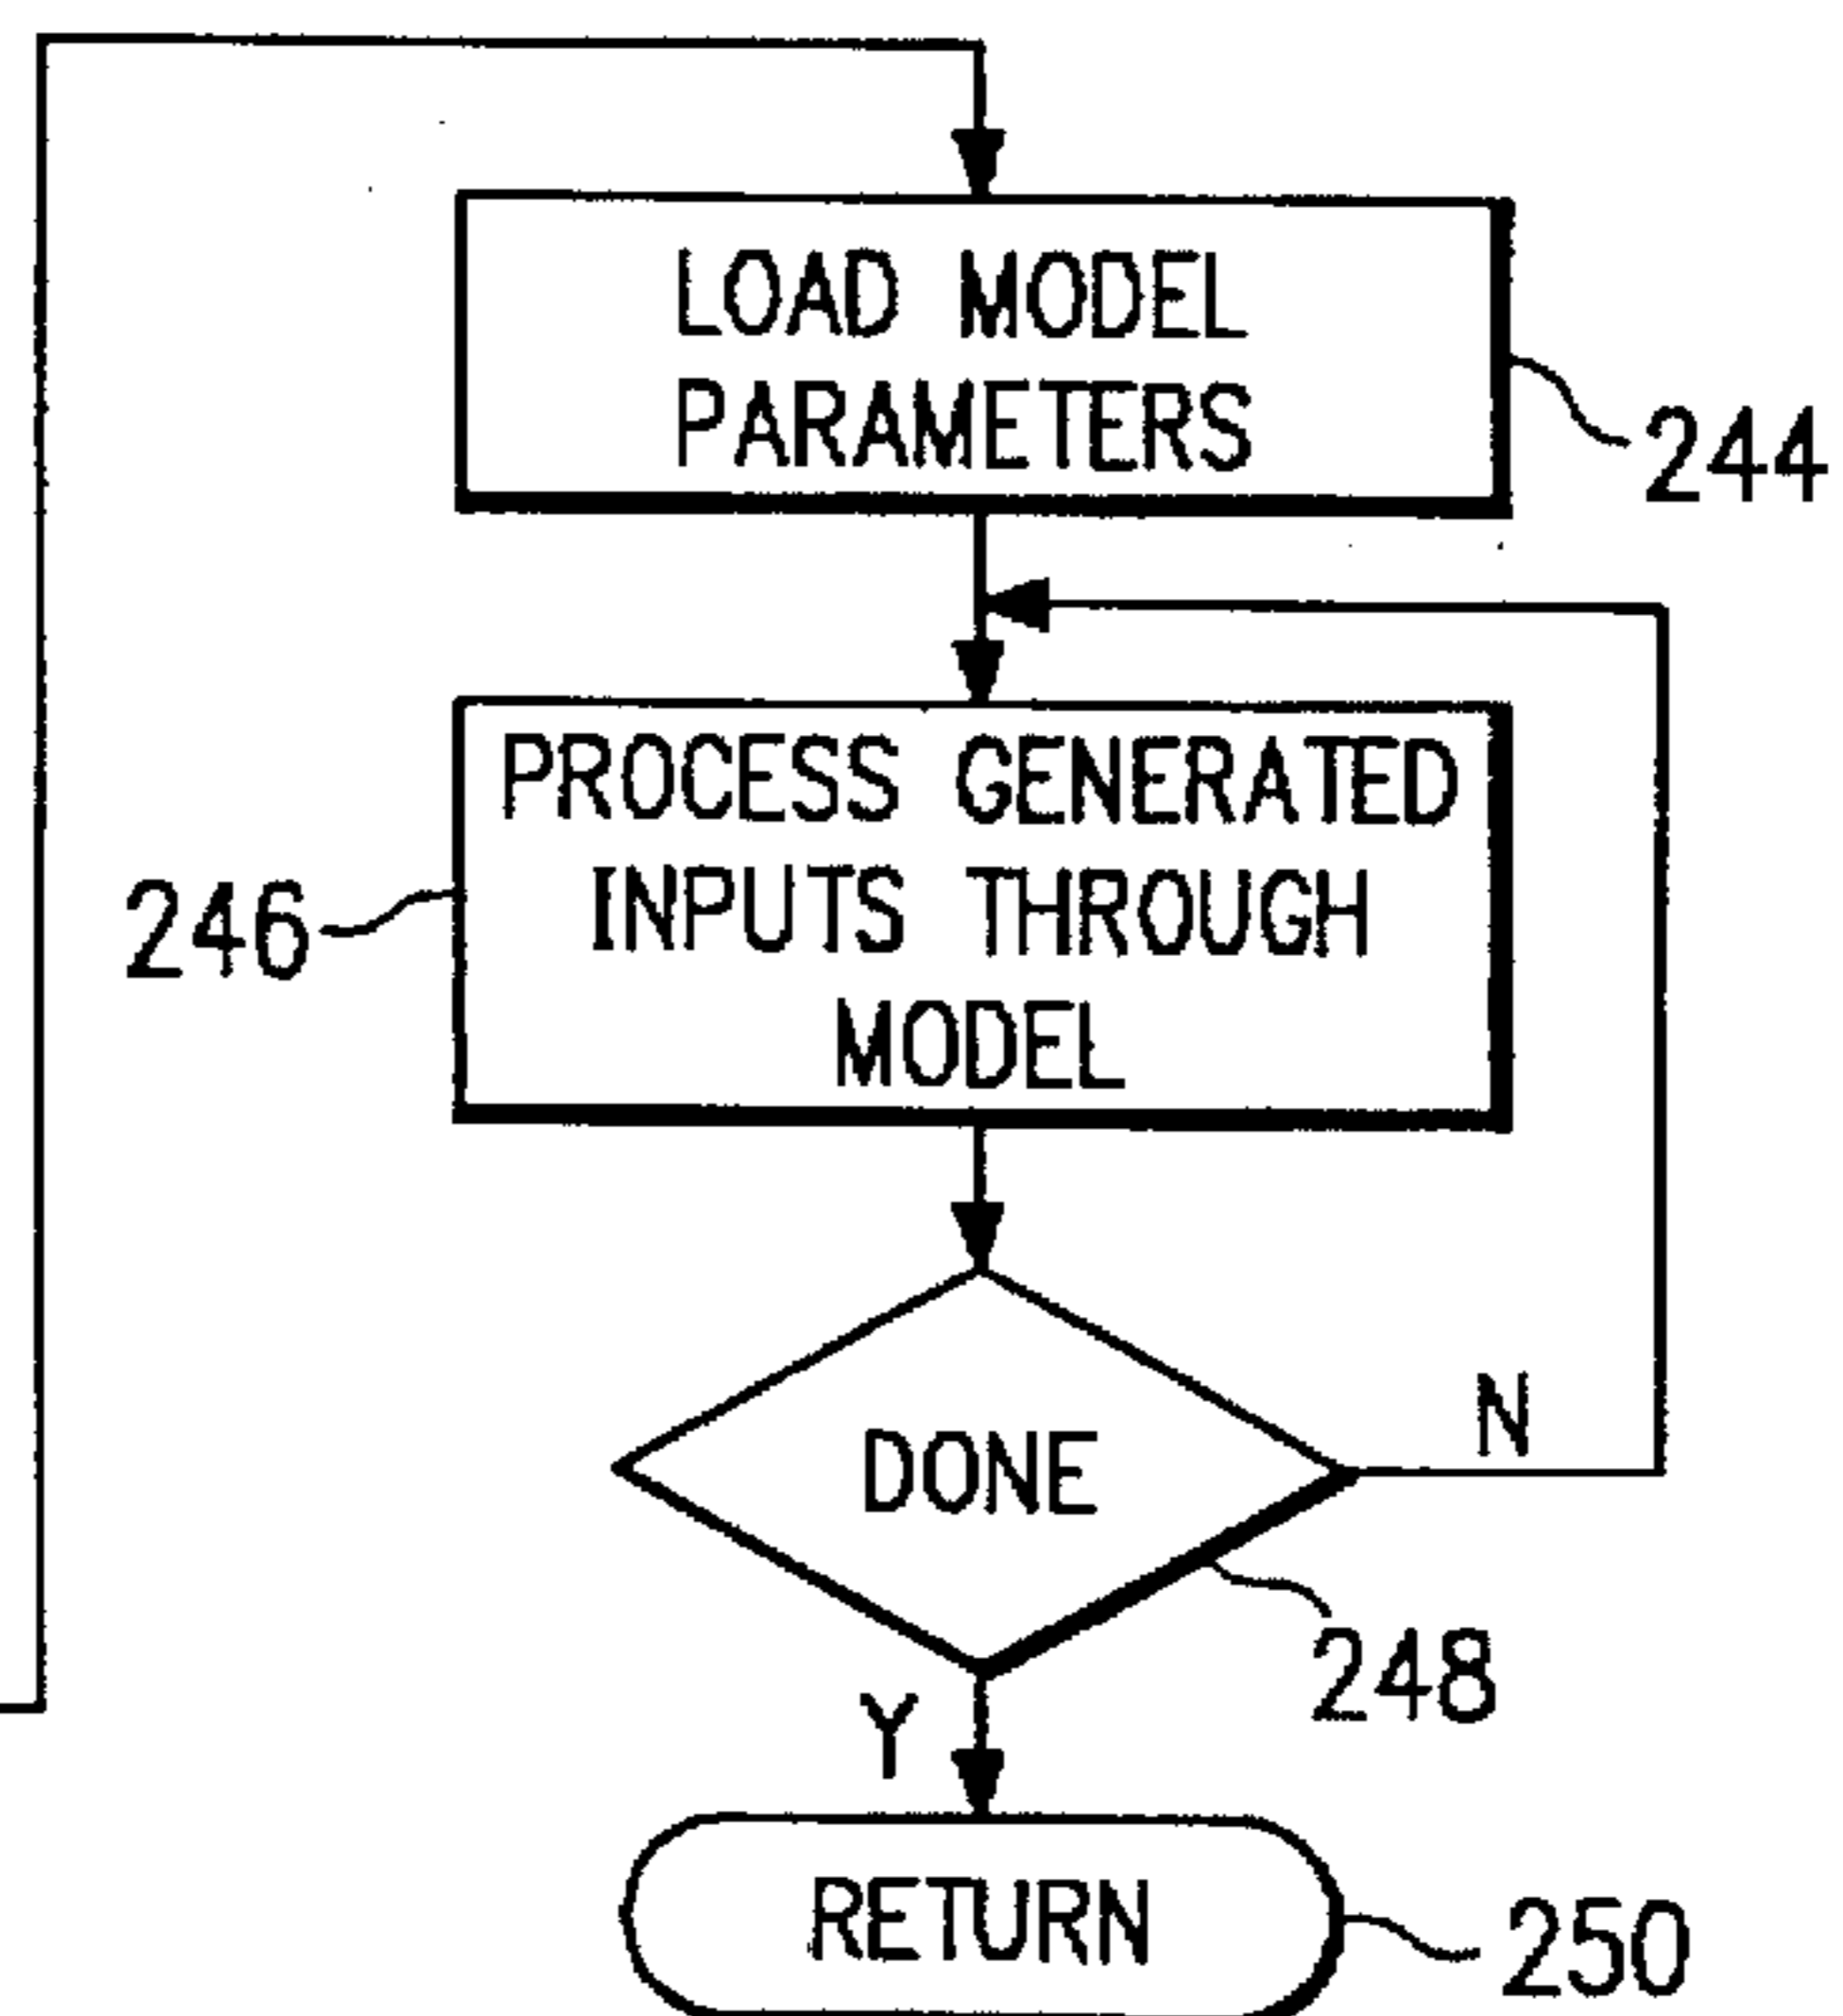 LOAD MODEL
PARAMETERS
244
PROCESS GENERATED
INPUTS THROUGH
MODEL
246
DONE
N
248
Y
RETURN
250